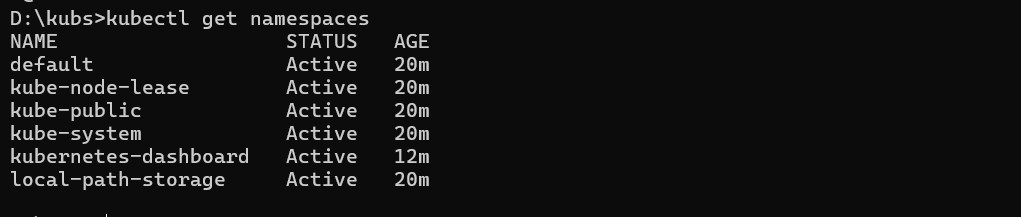 D:\kubs>kubectl get namespaces
NAME                   STATUS   AGE
default                Active   20m
kube-node-lease        Active   20m
kube-public            Active   20m
kube-system            Active   20m
kubernetes-dashboard   Active   12m
local-path-storage     Active   20m